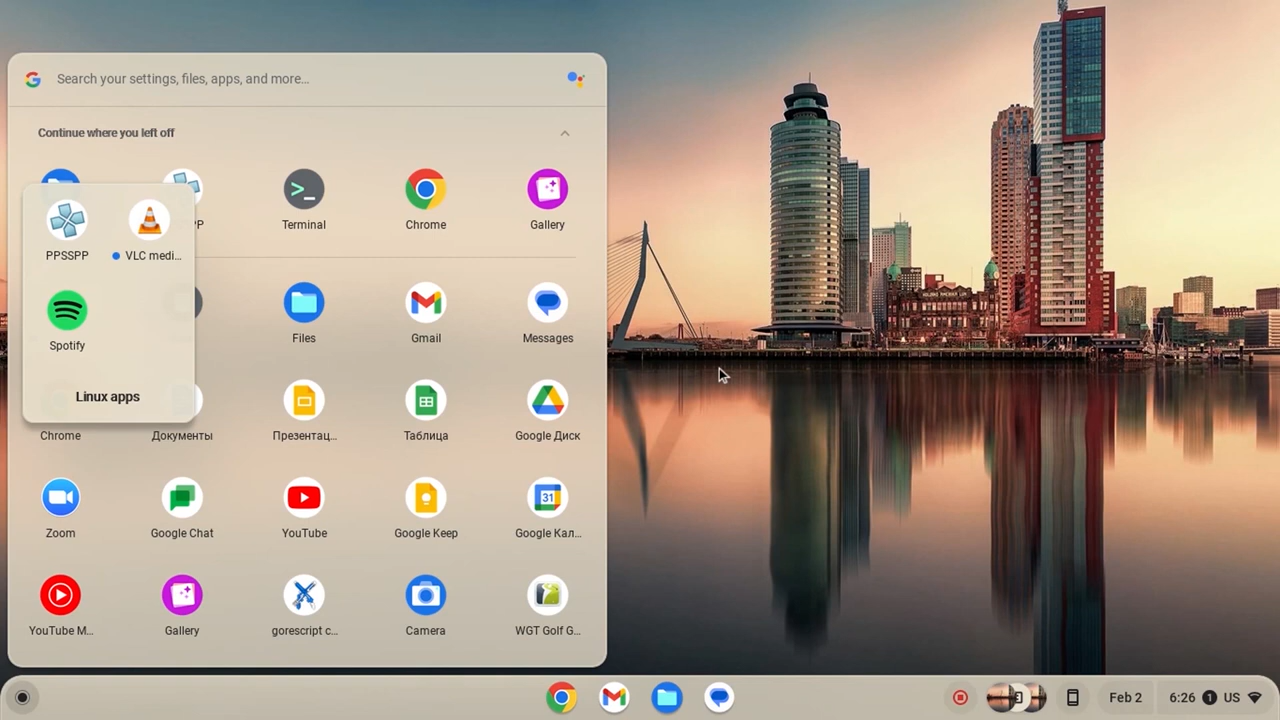 Search your settings, files, apps, and more...
Continue where you left off
Terminal
Chrome
Gallery
PPSSPP
VLC medi...
Spotify
Linux apps
Files
Gmail
Messages
Chrome
Документы
Презентац...
Таблица
Google Диск
Zoom
Google Chat
YouTube
Google Keep
31
Google Кал...
YouTube M...
Gallery
gorescript c...
Camera
WGT Golf G...
Feb 2
6:26
1
US